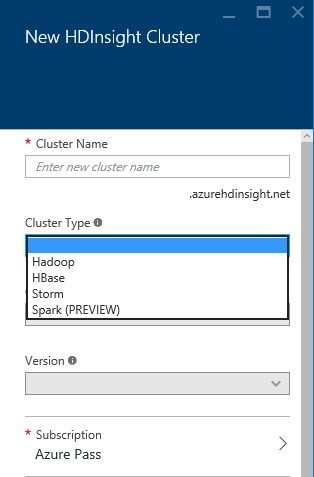 New HDInsight Cluster
* Cluster Name
Enter new cluster name
.azurehdinsight.net
Cluster Type
Hadoop
HBase
Storm
Spark (PREVIEW)
Version
* Subscription
Azure Pass